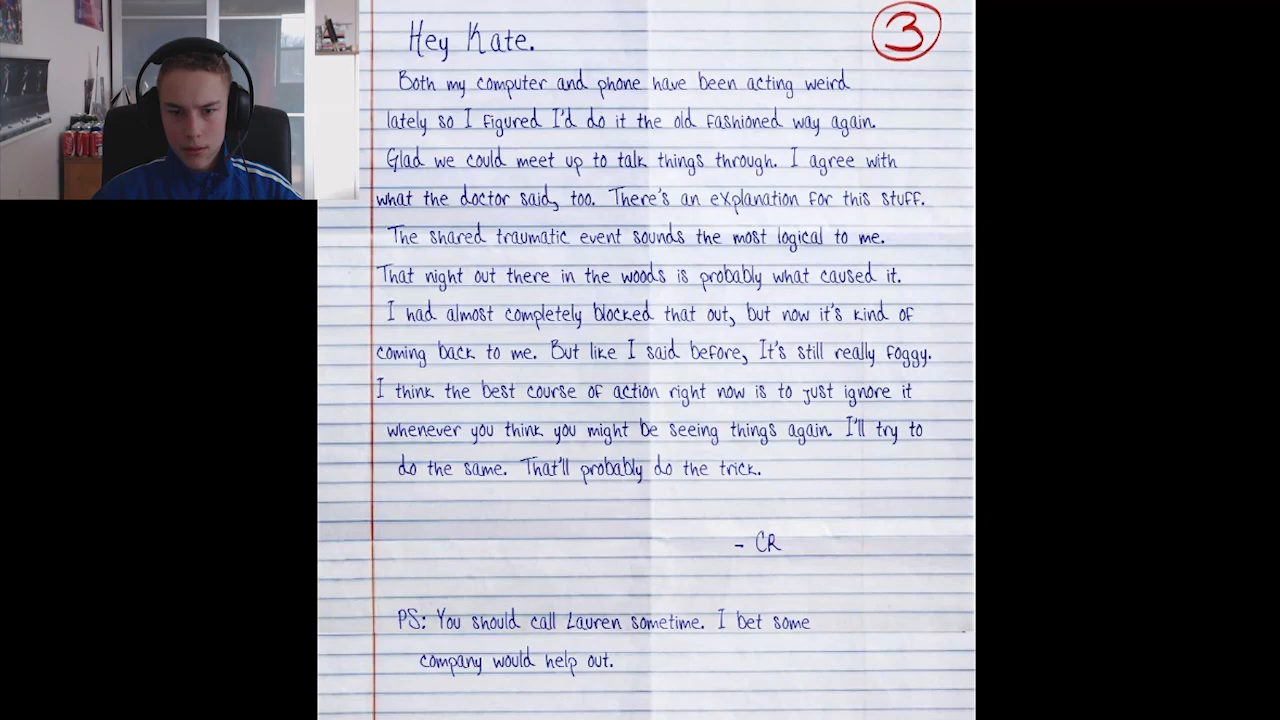 3
Hey Kate.
Both my computer and phone have been acting weird
lately so I figured I'd do it the old fashioned way again.
Glad we could meet up to talk things through. I agree with
what the doctor said, too. There's an explanation for this stuff.
The shared traumatic event sounds the most logical to me.
That night out there in the woods is probably what caused it.
I had almost completely blocked that out, but now it's kind of
coming back to me. But like I said before, It's still really foggy.
I think the best course of action right now is to just ignore it
whenever you think you might be seeing things again. I'll try to
do the same. That'll probably do the trick.
- CR
PS: You should call Lauren sometime. I bet some
company would help out.